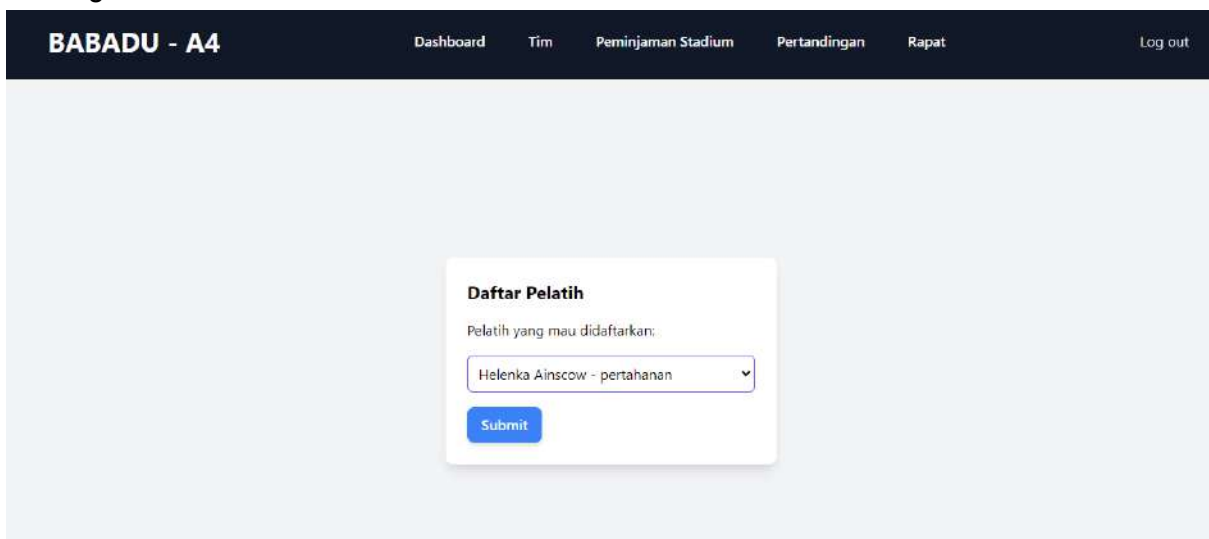 BABADU - A4 Dashboard Tim Peminjaman Stadium Pertandingan Rapat Log out
Daftar Pelatih
Pelatih yang mau didaftarkan:
Helenka Ainscow - pertahanan
Submit